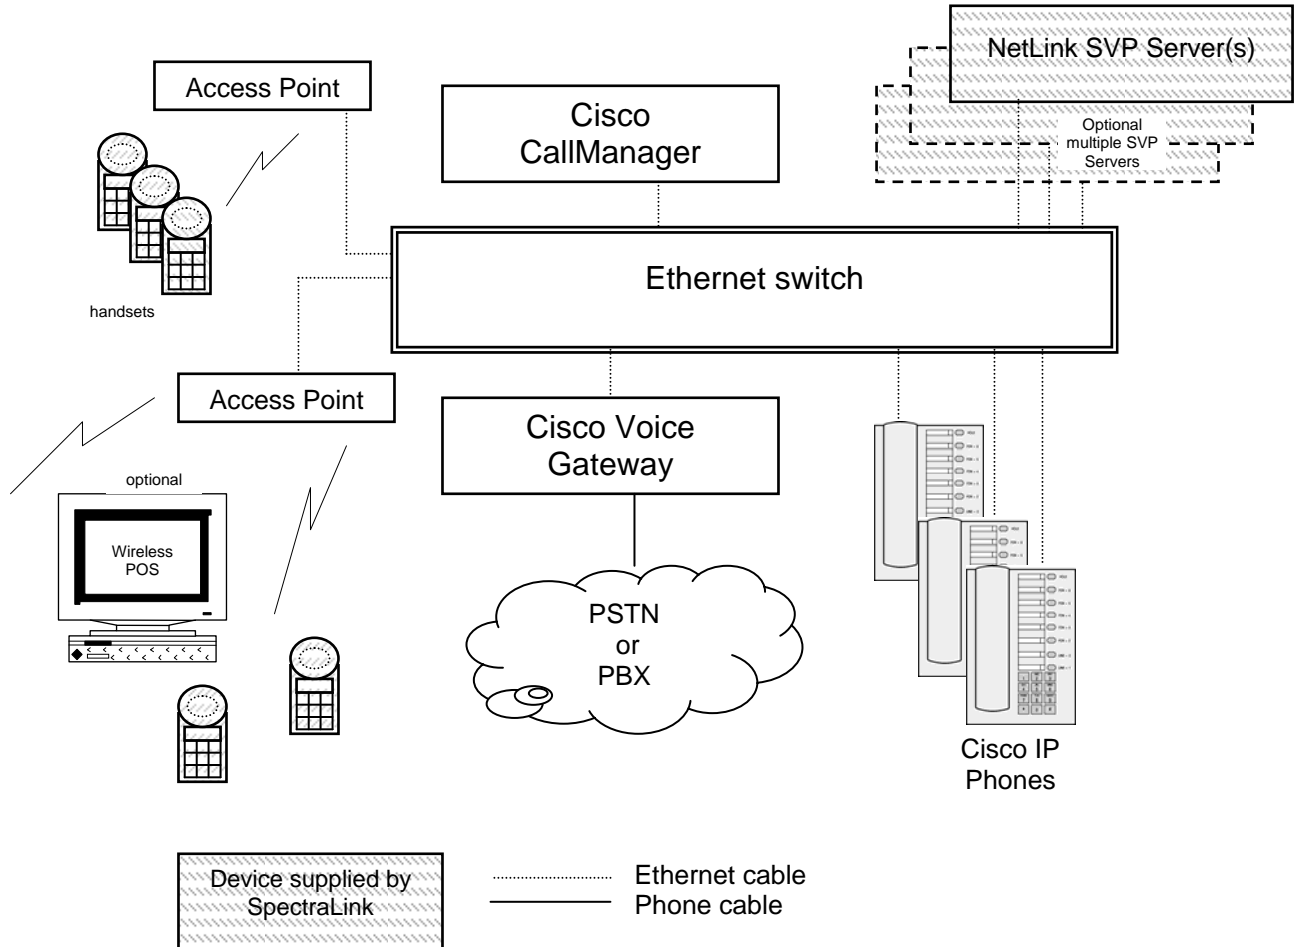 NetLink SVP Server(s)
Access Point
Cisco
CallManager
Optional
multiple SVP
Servers
Ethernet switch
handsets
Access Point
Cisco Voice
Gateway
optional
Wireless
POS
PSTN
or
PBX
Cisco IP
Phones
Device supplied by
SpectraLink
Ethernet cable
Phone cable